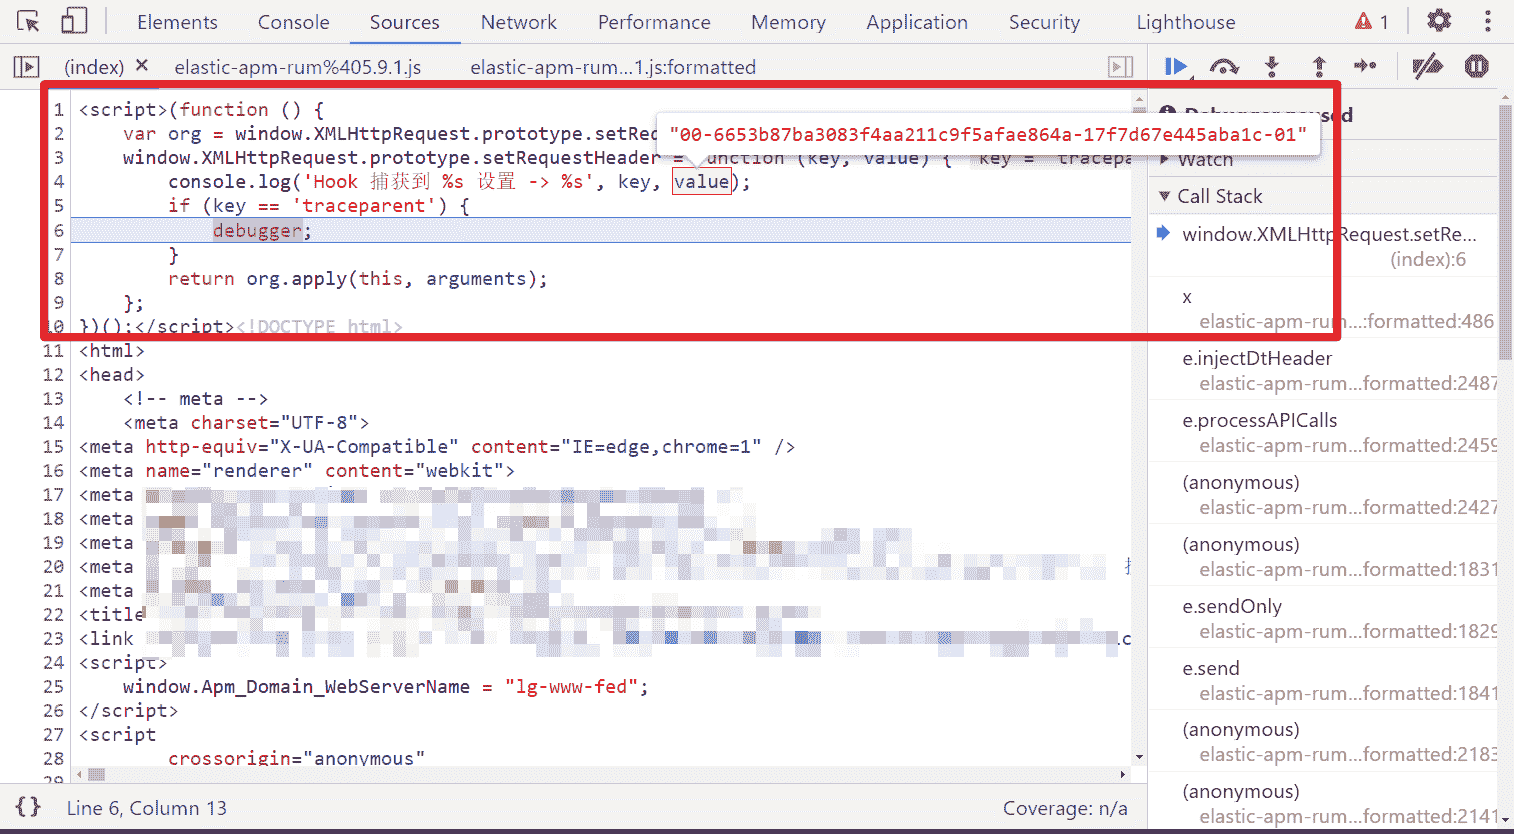 Elements Console Sources Network Performance Memory Application Security Lighthouse 1
(index) × elastic-apm-rum%405.9.1.js elastic-apm-rum...1.js:formatted
1 <script>(function () {
2 var org = window.XMLHttpRequest.prototype.setRec
"00-6653b87ba3083f4aa211c9f5afae864a-17f7d67e445aba1c-01"
3 window.XMLHttpRequest.prototype.setRequestHeader = function (key, value) { key = "tracepa
4 console.log('Hook 捕获到 %s 设置 -> %s', key, value);
5 if (key == 'traceparent') {
6 debugger;
7 }
8 return org.apply(this, arguments);
9 };
10 })();</script><!DOCTYPE html>
11 <html>
12 <head>
13 <!-- meta -->
14 <meta charset="UTF-8">
15 <meta http-equiv="X-UA-Compatible" content="IE=edge,chrome=1" />
16 <meta name="renderer" content="webkit">
17 <meta
18 <meta
19 <meta
20 <meta
21 <meta
22 <title
23 <link .c
24 <script>
25 window.Apm_Domain_WebServerName = "lg-www-fed";
26 </script>
27 <script
28 crossorigin="anonymous"
29
{} Line 6, Column 13 Coverage: n/a
Debugger paused
Watch
Call Stack
window.XMLHttpRequest.setRe...
(index):6
x
elastic-apm-rum...:formatted:486
e.injectDtHeader
elastic-apm-rum...formatted:2487
e.processAPICalls
elastic-apm-rum...formatted:2459
(anonymous)
elastic-apm-rum...formatted:2427
(anonymous)
elastic-apm-rum...formatted:1831
e.sendOnly
elastic-apm-rum...formatted:1829
e.send
elastic-apm-rum...formatted:1841
(anonymous)
elastic-apm-rum...formatted:2183
(anonymous)
elastic-apm-rum...formatted:2141